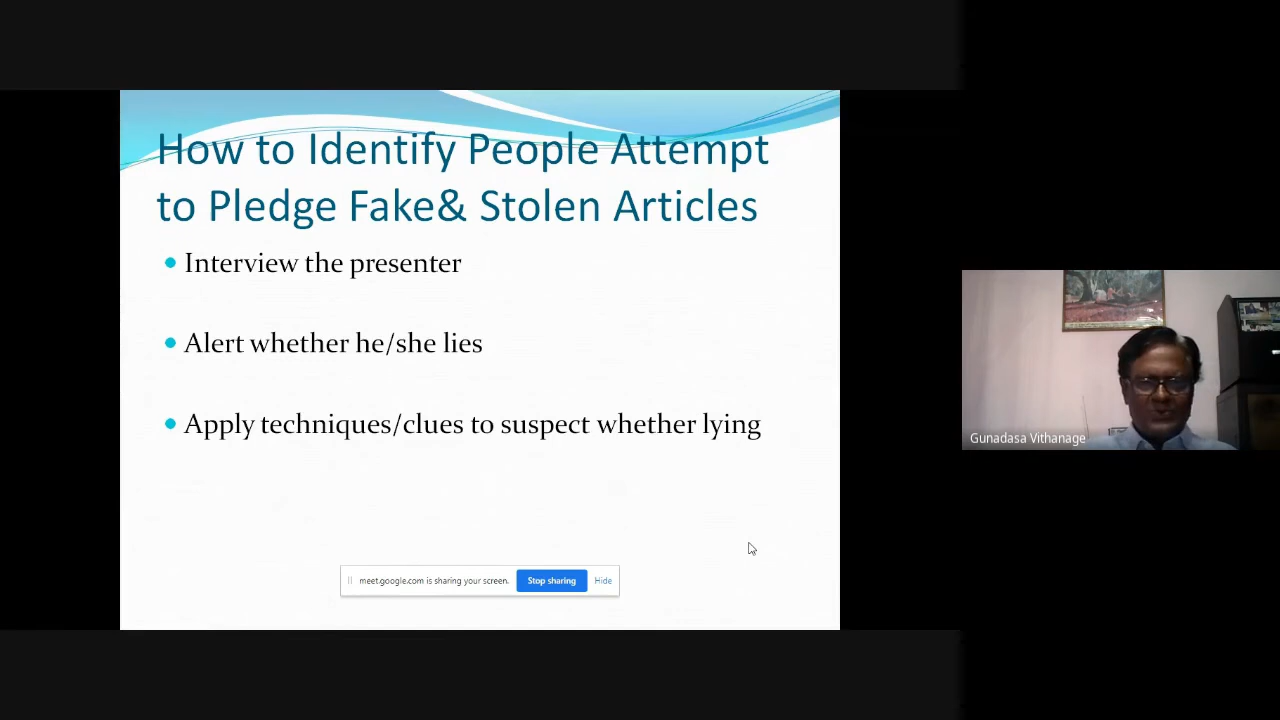 How to Identify People Attempt
to Pledge Fake& Stolen Articles
Interview the presenter
Alert whether he/she lies
Apply techniques/clues to suspect whether lying
meet.google.com is sharing your screen. Stop sharing Hide
Gunadasa Vithanage